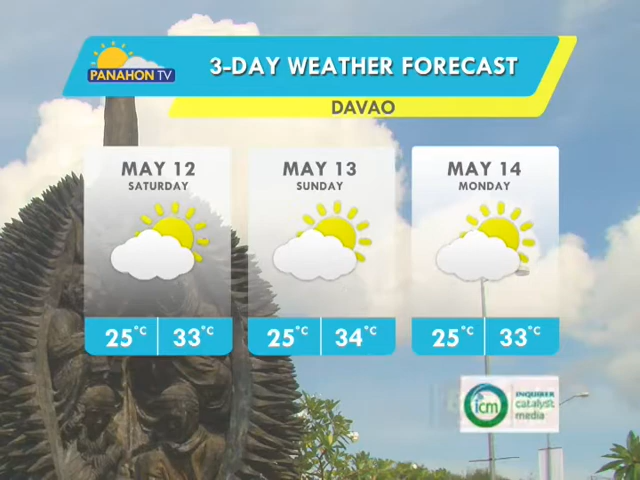 PANAHON TV
3-DAY WEATHER FORECAST
DAVAO
MAY 12
SATURDAY
25°C 33°C
MAY 13
SUNDAY
25°C 34°C
MAY 14
MONDAY
25°C 33°C
icm
INQUIRER
catalyst
media